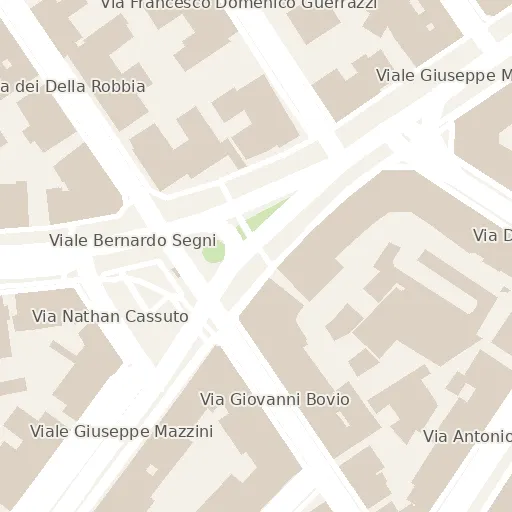 Via Francesco Domenico Guerrazzi
Viale Giuseppe M
a dei Della Robbia
Via D
Viale Bernardo Segni
Via Nathan Cassuto
Via Giovanni Bovio
Viale Giuseppe Mazzini
Via Antonio